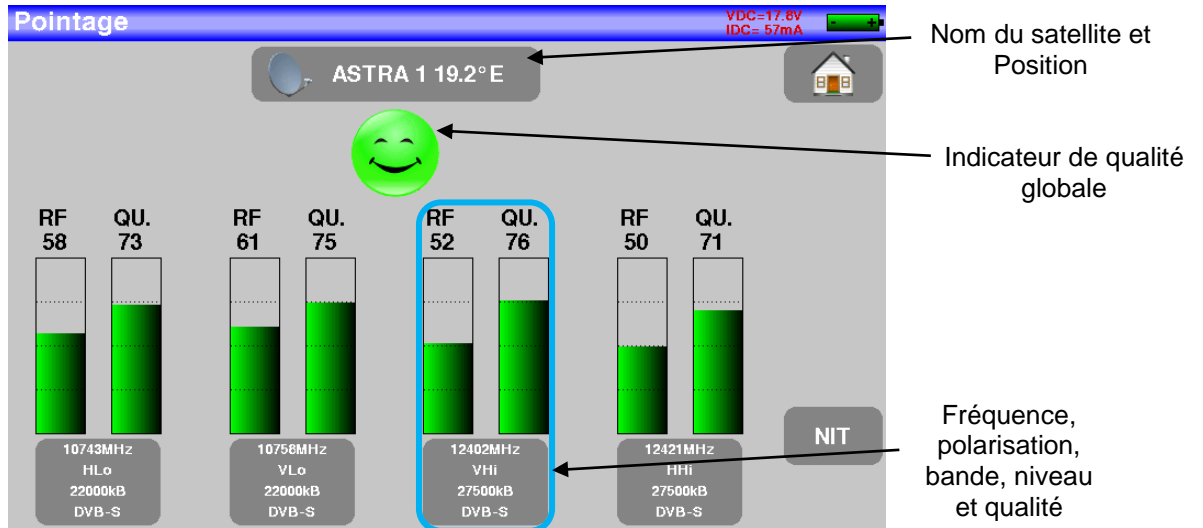 Pointage
VDC=17.8V
IDC= 57mA
- +
ASTRA 1 19.2° E
Nom du satellite et
Position
Indicateur de qualité
globale
RF QU.
58 73
RF QU.
61 75
RF QU.
52 76
RF QU.
50 71
10743MHz
HLo
22000kB
DVB-S
10758MHz
VLo
22000kB
DVB-S
12402MHz
VHi
27500kB
DVB-S
12421MHz
HHi
27500kB
DVB-S
NIT
Fréquence,
polarisation,
bande, niveau
et qualité